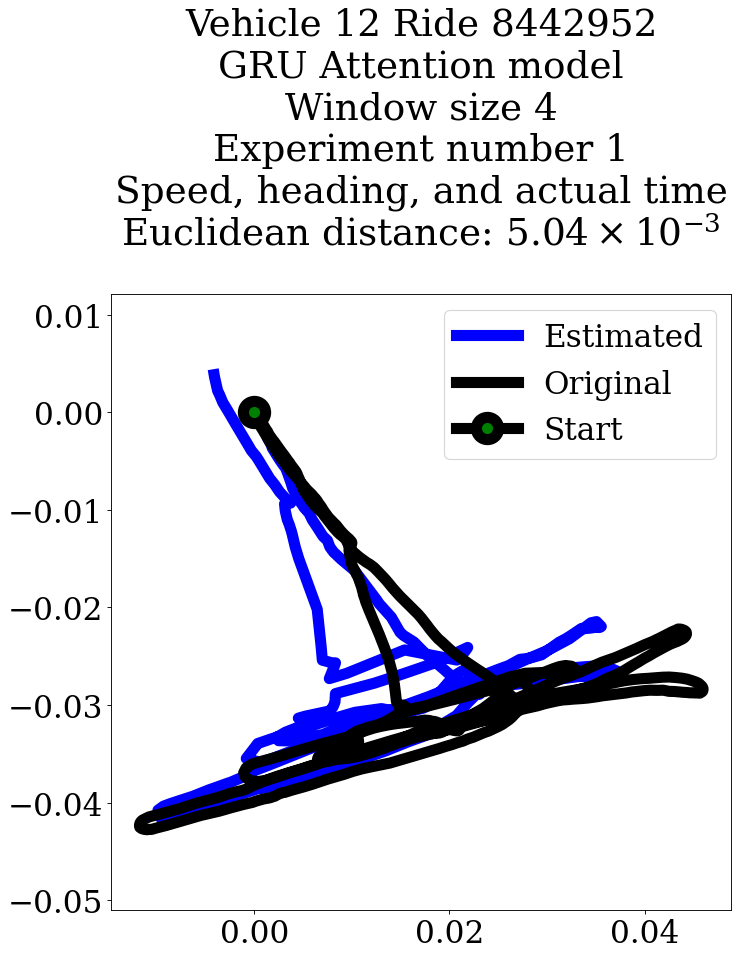 Vehicle 12 Ride 8442952
GRU Attention model
Window size 4
Experiment number 1
Speed, heading, and actual time
Euclidean distance: 5.04 × 10⁻³
Estimated
Original
Start
0.01
0.00
−0.01
−0.02
−0.03
−0.04
−0.05
0.00 0.02 0.04